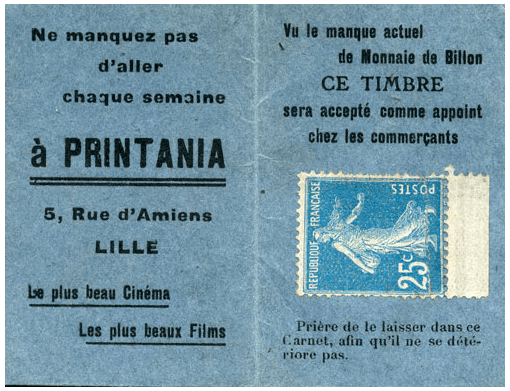 Ne manquez pas
d'aller
chaque semaine
à PRINTANIA
5, Rue d'Amiens
LILLE
Le plus beau Cinéma
Les plus beaux Films
Vu le manque actuel
de Monnaie de Billon
CE TIMBRE
sera accepté comme appoint
chez les commerçants
REPUBLIQUE FRANÇAISE
POSTES
25c
Prière de le laisser dans ce
Carnet, afin qu'il ne se dété-
riore pas.